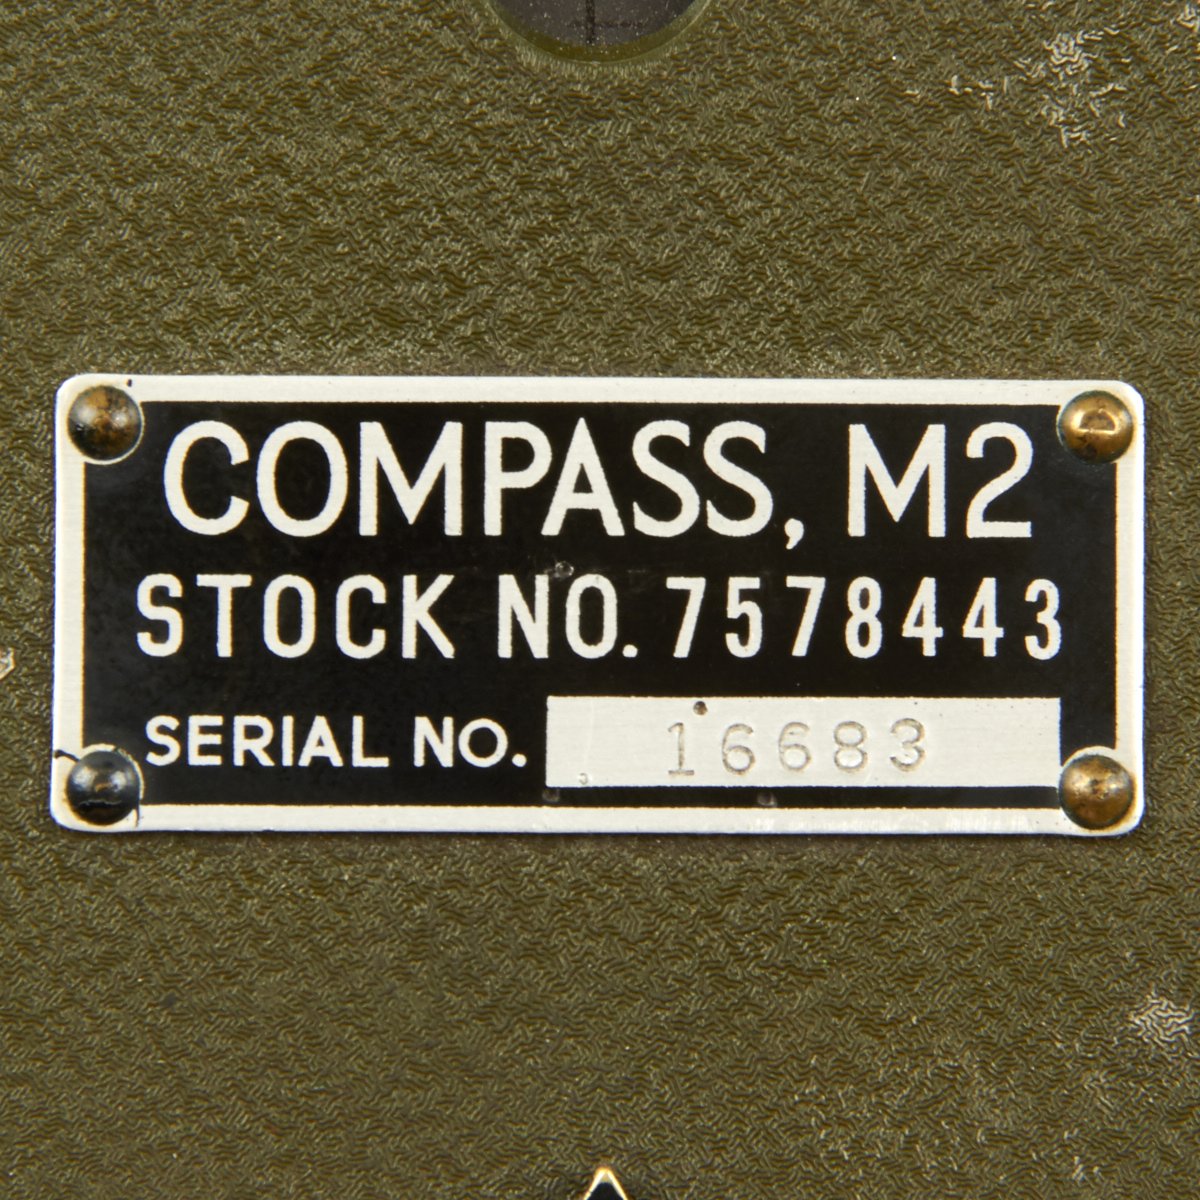 COMPASS, M2
STOCK NO. 7578443
SERIAL NO. 16683